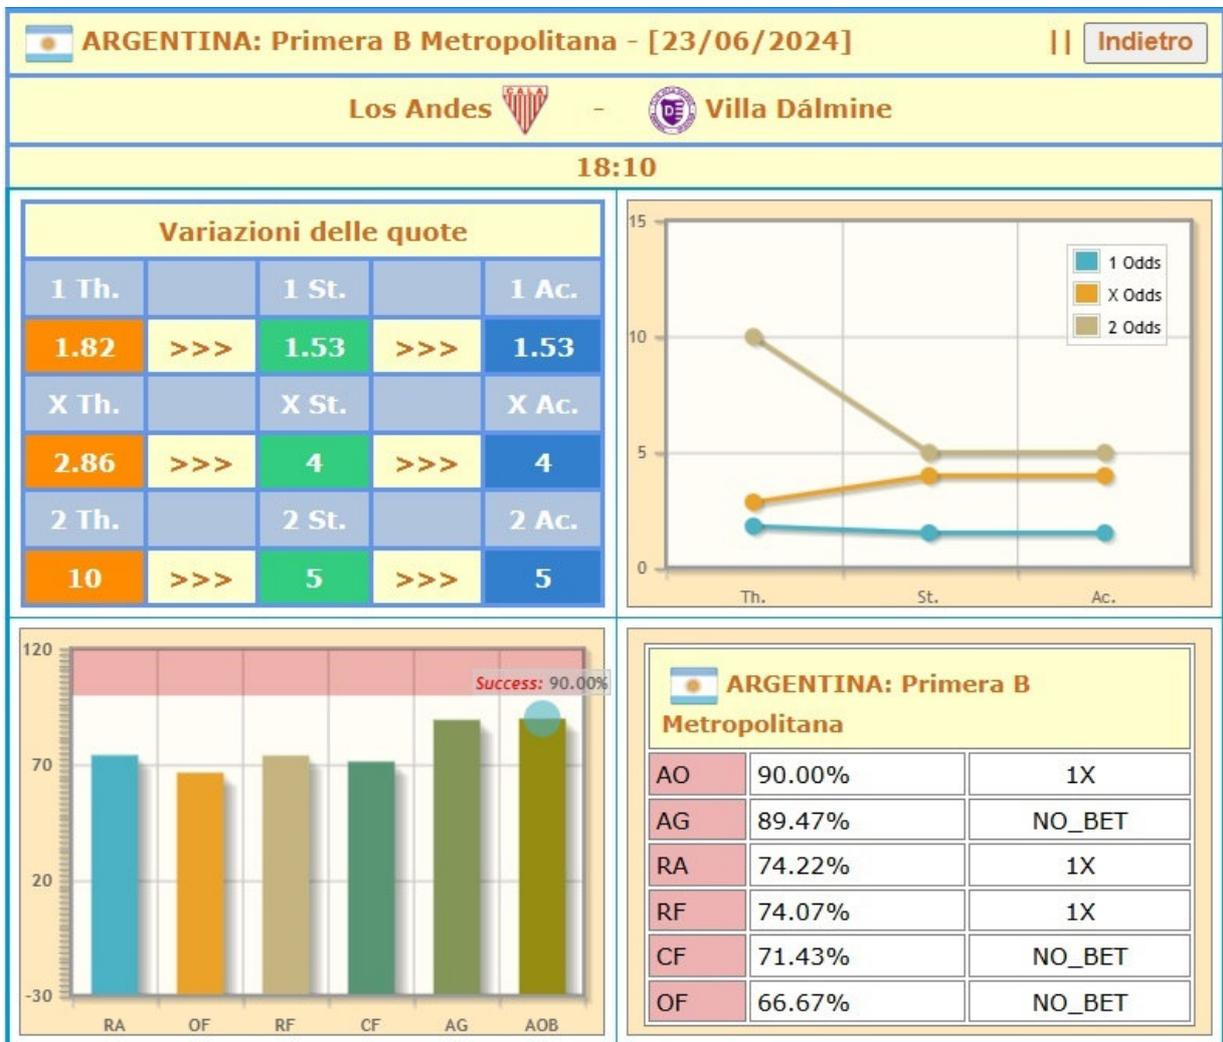 ARGENTINA: Primera B Metropolitana - [23/06/2024] || Indietro
Los Andes CALA - Villa Dálmine
18:10
Variazioni delle quote
1 Th. 1 St. 1 Ac.
1.82 >>> 1.53 >>> 1.53
X Th. X St. X Ac.
2.86 >>> 4 >>> 4
2 Th. 2 St. 2 Ac.
10 >>> 5 >>> 5
15
10
5
0
1 Odds
X Odds
2 Odds
Th. St. Ac.
120
70
20
-30
Success: 90.00%
RA OF RF CF AG AOB
ARGENTINA: Primera B
Metropolitana
AO 90.00% 1X
AG 89.47% NO_BET
RA 74.22% 1X
RF 74.07% 1X
CF 71.43% NO_BET
OF 66.67% NO_BET